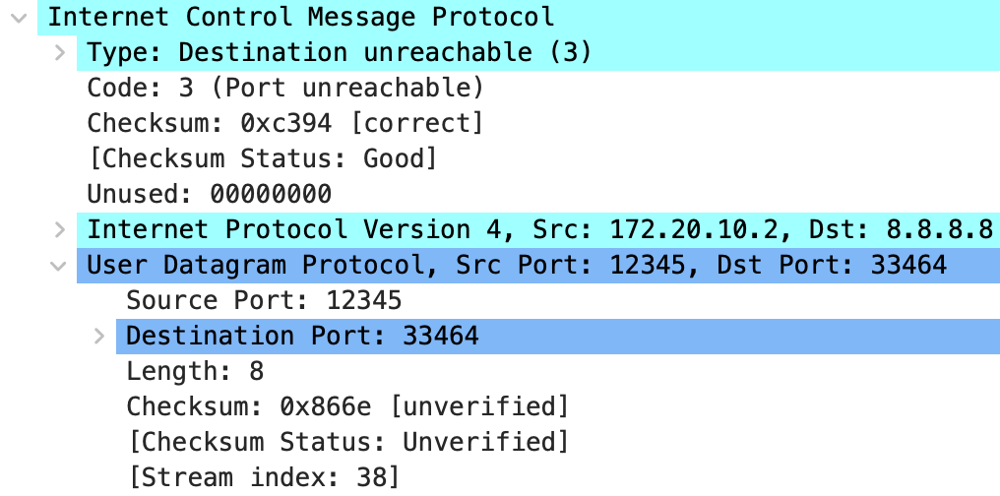 Internet Control Message Protocol
Type: Destination unreachable (3)
Code: 3 (Port unreachable)
Checksum: 0xc394 [correct]
[Checksum Status: Good]
Unused: 00000000
Internet Protocol Version 4, Src: 172.20.10.2, Dst: 8.8.8.8
User Datagram Protocol, Src Port: 12345, Dst Port: 33464
Source Port: 12345
Destination Port: 33464
Length: 8
Checksum: 0x866e [unverified]
[Checksum Status: Unverified]
[Stream index: 38]